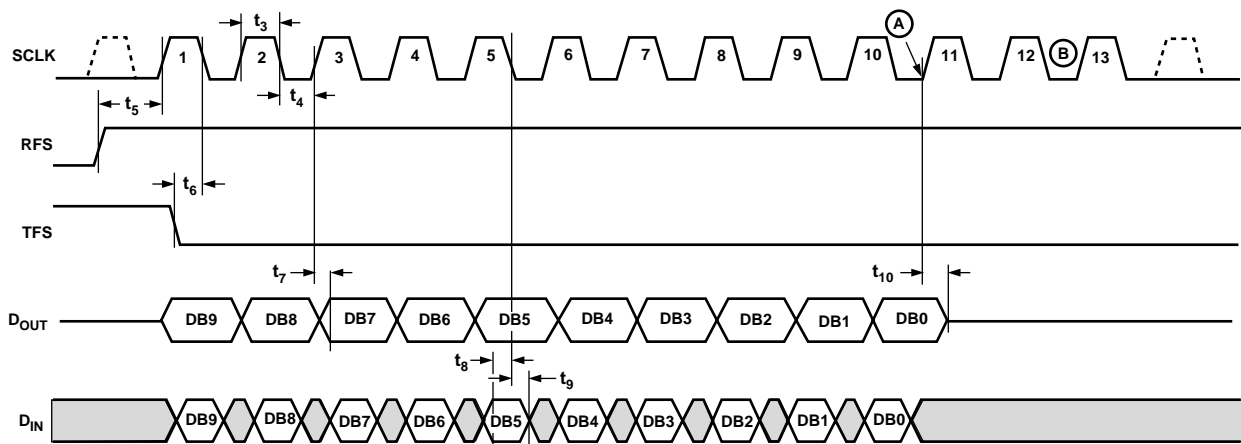 A
SCLK 1 2 t3 3 4 5 6 7 8 9 10 11 12 B 13
t4
t5
RFS
t6
TFS
t7 t10
DOUT DB9 DB8 DB7 DB6 DB5 DB4 DB3 DB2 DB1 DB0
t8
t9
DIN DB9 DB8 DB7 DB6 DB5 DB4 DB3 DB2 DB1 DB0